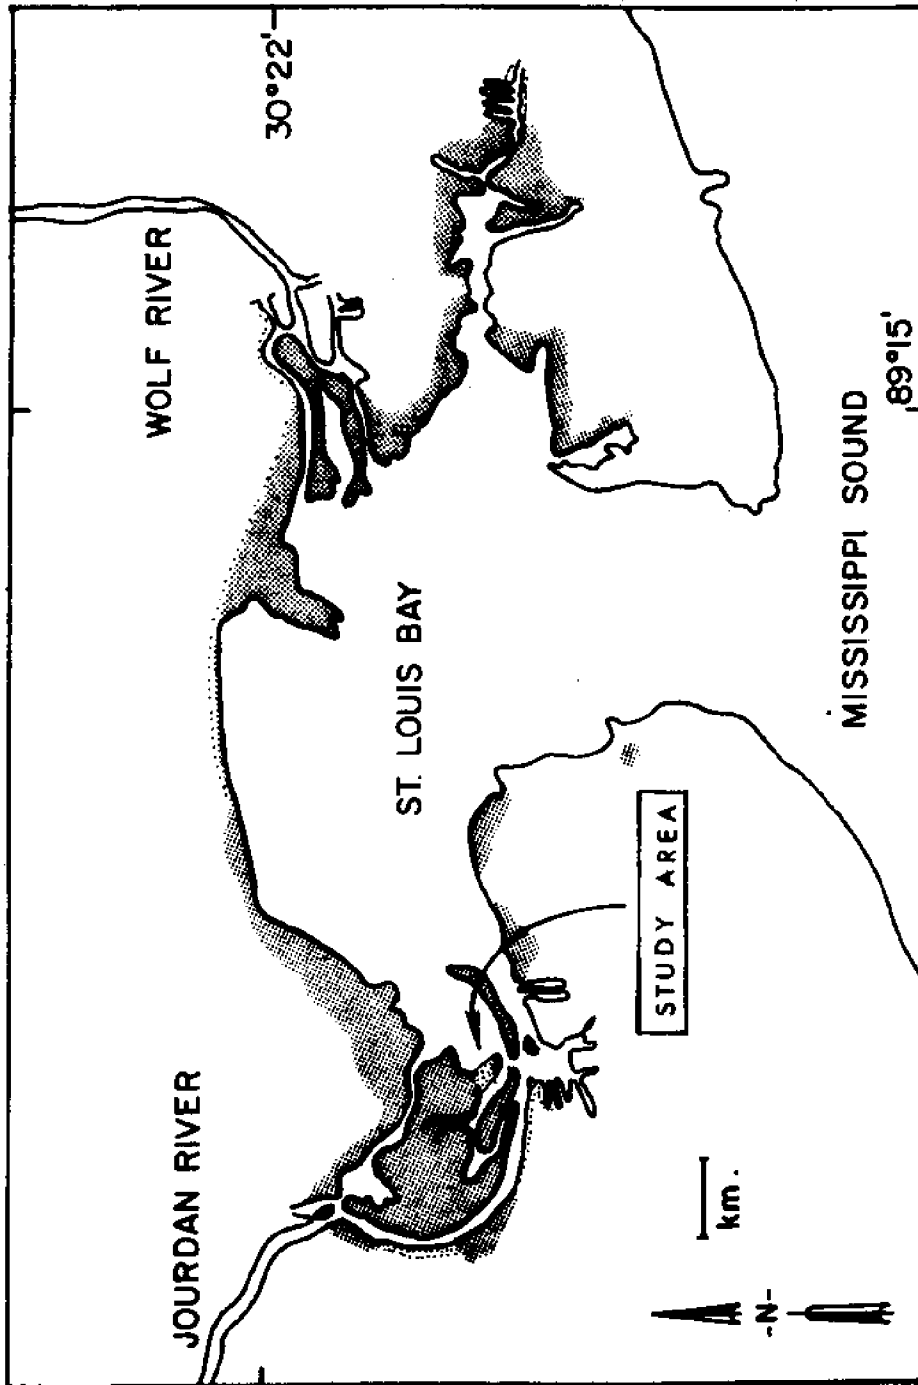 30°22'
WOLF RIVER
JOURDAN RIVER
ST. LOUIS BAY
STUDY AREA
MISSISSIPPI SOUND
89°15'
km.
-N-